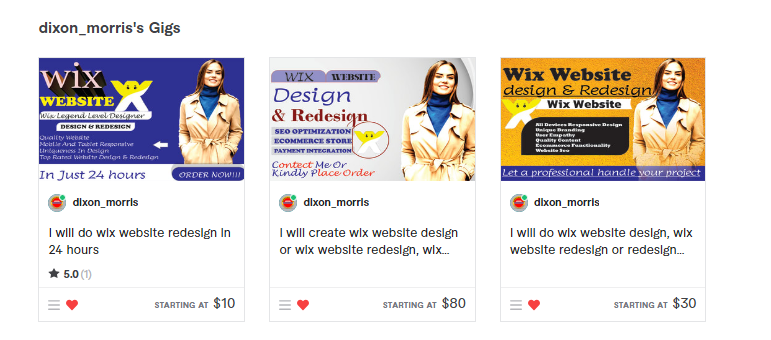 dixon_morris's Gigs
wix
WEBSITE
Wix Legend Level Designer
DESIGN & REDESIGN
Quality Website
Mobile And Tablet Responsive
Uniqueness In Design
Top Rated Website Design & Redesign
In Just 24 hours
ORDER NOW!!!
dixon_morris
I will do wix website redesign in
24 hours
5.0 (1)
STARTING AT $10
WIX WEBSITE
Design
& Redesign
SEO OPTIMIZATION
ECOMMERCE STORE
PAYMENT INTEGRATION
Contact Me Or
Kindly Place Order
dixon_morris
I will create wix website design
or wix website redesign, wix...
STARTING AT $80
Wix Website
design & Redesign
Wix Website
All Devices Responsive Design
Unique Branding
User Empathy
Quality Content
Ecommerce Functionality
Website Seo
Let a professional handle your project
dixon_morris
I will do wix website design, wix
website redesign or redesign...
STARTING AT $30